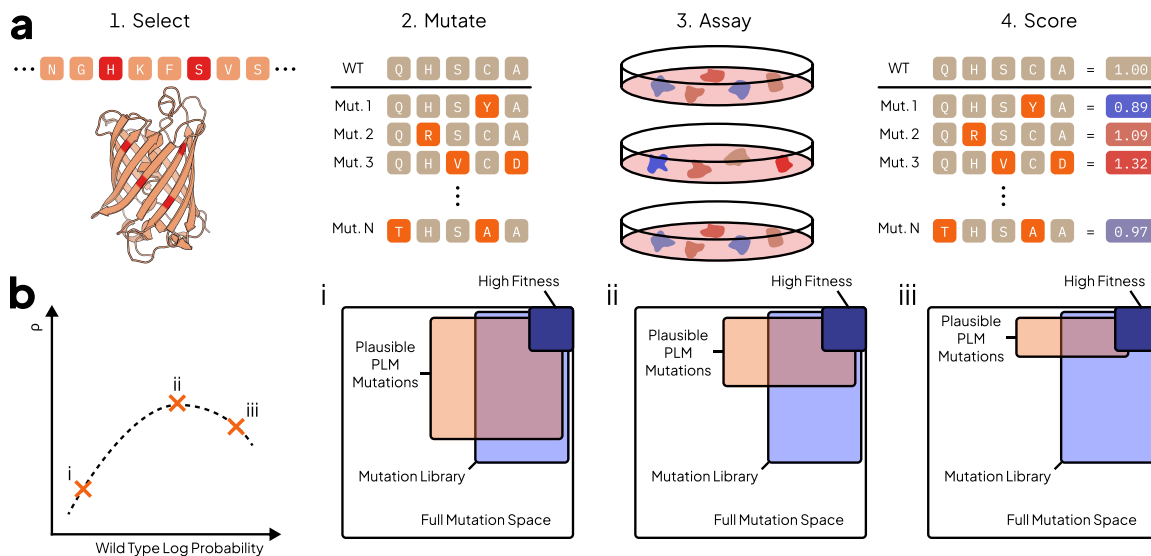 a
1. Select
2. Mutate
3. Assay
4. Score
••• N G H K F S V S •••
WT Q H S C A
Mut. 1 Q H S Y A
Mut. 2 Q R S C A
Mut. 3 Q H V C D
Mut. N T H S A A
WT Q H S C A = 1.00
Mut. 1 Q H S Y A = 0.89
Mut. 2 Q R S C A = 1.09
Mut. 3 Q H V C D = 1.32
Mut. N T H S A A = 0.97
b
ρ
i
ii
iii
Wild Type Log Probability
i
High Fitness
Plausible
PLM
Mutations
Mutation Library
Full Mutation Space
ii
High Fitness
Plausible
PLM
Mutations
Mutation Library
Full Mutation Space
iii
High Fitness
Plausible
PLM
Mutations
Mutation Library
Full Mutation Space